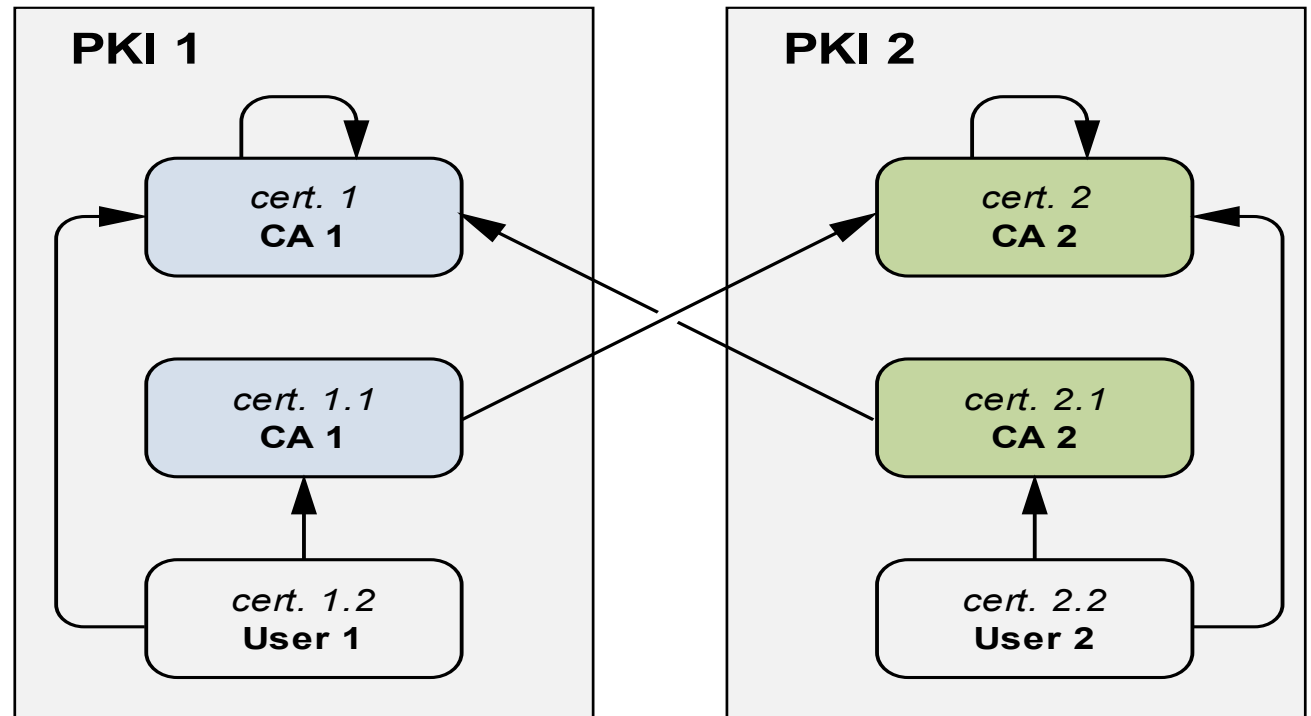 PKI 1
cert. 1
CA 1
cert. 1.1
CA 1
cert. 1.2
User 1
PKI 2
cert. 2
CA 2
cert. 2.1
CA 2
cert. 2.2
User 2